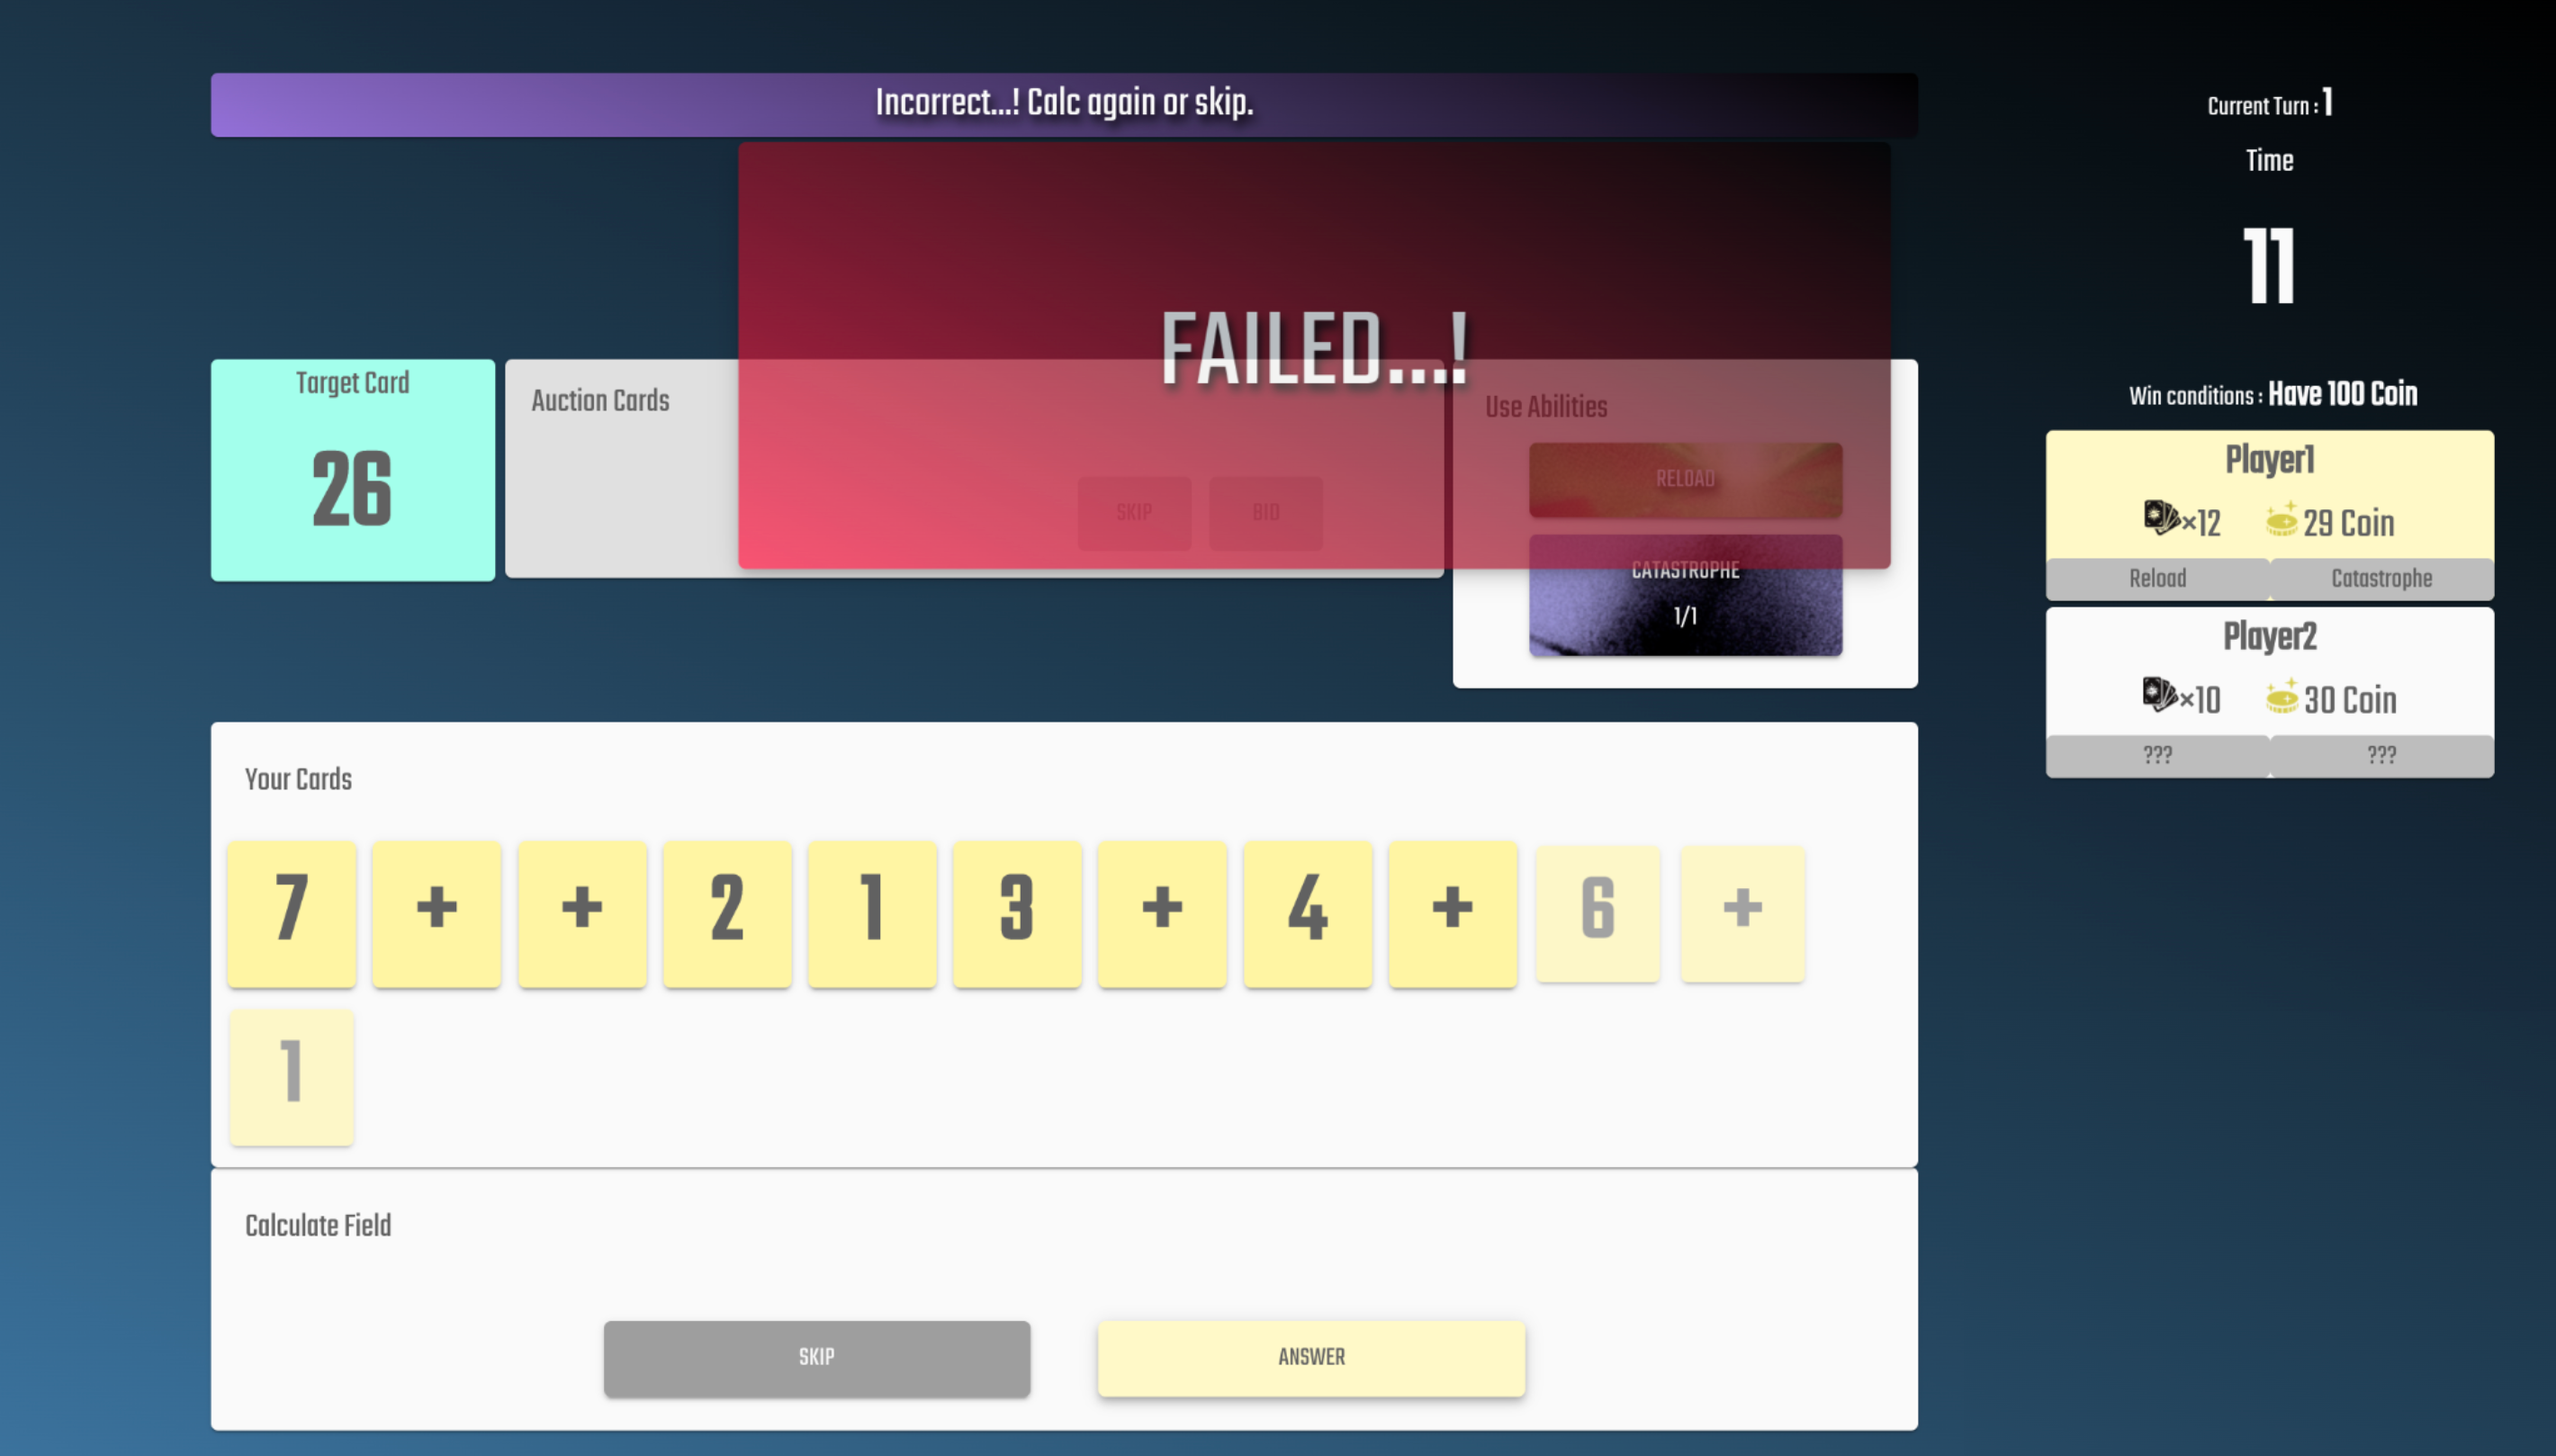 Incorrect...! Calc again or skip.
Current Turn : 1
Time
11
FAILED...!
Target Card
26
Auction Cards
SKIP
BID
Use Abilities
RELOAD
CATASTROPHE
1/1
Win conditions : Have 100 Coin
Player1
×12
29 Coin
Reload
Catastrophe
Player2
×10
30 Coin
???
???
Your Cards
7 + + 2 1 3 + 4 + 6 +
1
Calculate Field
SKIP
ANSWER